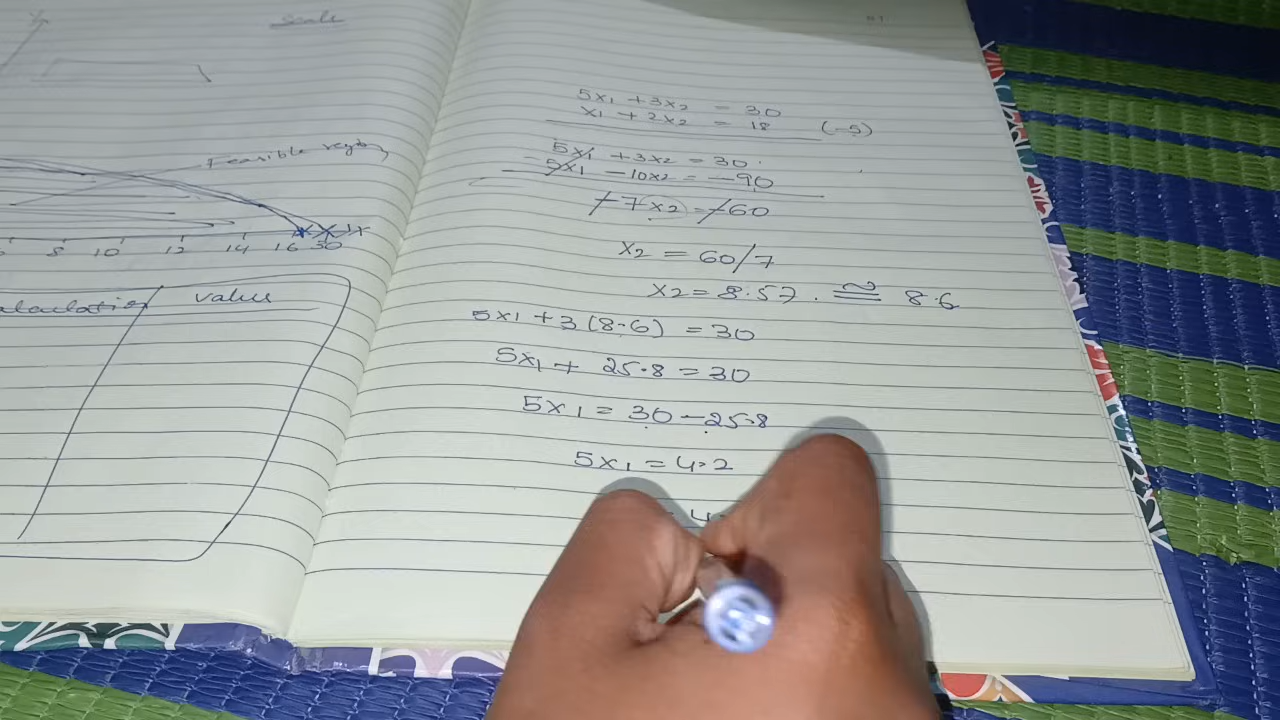 scale
Feasible region
8 10 12 14 16 30
value
5x1 + 3x2 = 30
x1 + 2x2 = 18 (-5)
5x1 + 3x2 = 30.
-5x1 - 10x2 = -90
-7x2 = -60
x2 = 60/7
x2 = 8.57. ≅ 8.6
5x1 + 3(8.6) = 30
5x1 + 25.8 = 30
5x1 = 30 - 25.8
5x1 = 4.2
= 4